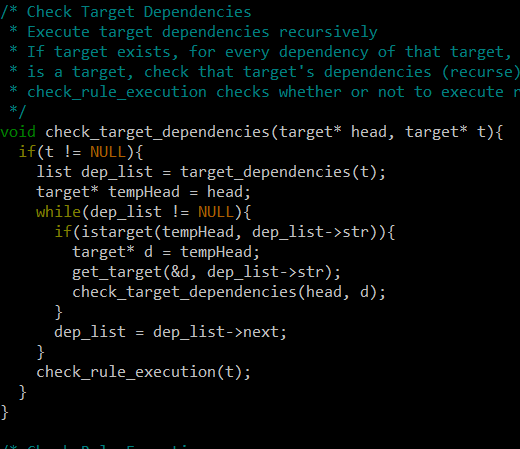 /* Check Target Dependencies
 * Execute target dependencies recursively
 * If target exists, for every dependency of that target,
 * is a target, check that target's dependencies (recurse)
 * check_rule_execution checks whether or not to execute r
 */
void check_target_dependencies(target* head, target* t){
  if(t != NULL){
    list dep_list = target_dependencies(t);
    target* tempHead = head;
    while(dep_list != NULL){
      if(istarget(tempHead, dep_list->str)){
        target* d = tempHead;
        get_target(&d, dep_list->str);
        check_target_dependencies(head, d);
      }
      dep_list = dep_list->next;
    }
    check_rule_execution(t);
  }
}